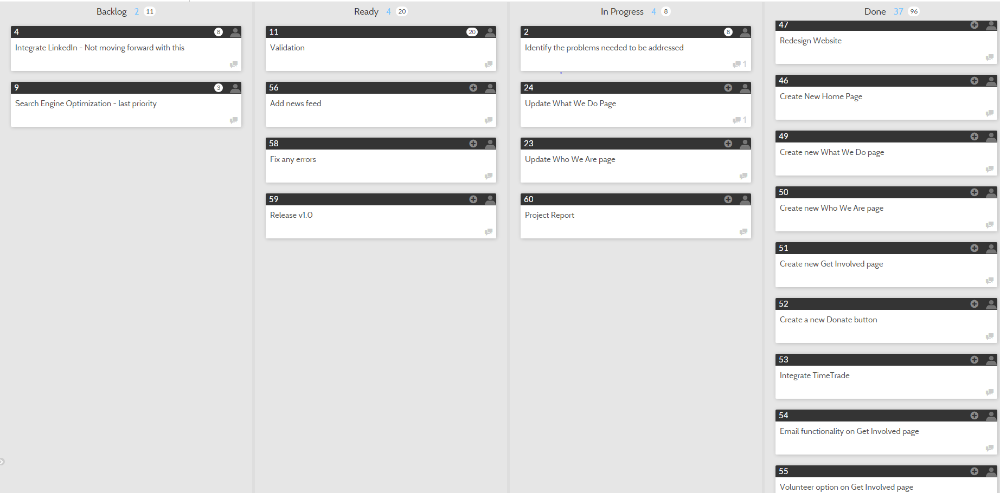 Backlog 2 11
4 8
Integrate LinkedIn - Not moving forward with this
9 3
Search Engine Optimization - last priority
Ready 4 20
11 20
Validation
56
Add news feed
58
Fix any errors
59
Release v1.0
In Progress 4 8
2 8
Identify the problems needed to be addressed
1
24
Update What We Do Page
1
23
Update Who We Are page
60
Project Report
Done 37 96
47
Redesign Website
46
Create New Home Page
49
Create new What We Do page
50
Create new Who We Are page
51
Create new Get Involved page
52
Create a new Donate button
53
Integrate TimeTrade
54
Email functionality on Get Involved page
55
Volunteer option on Get Involved page